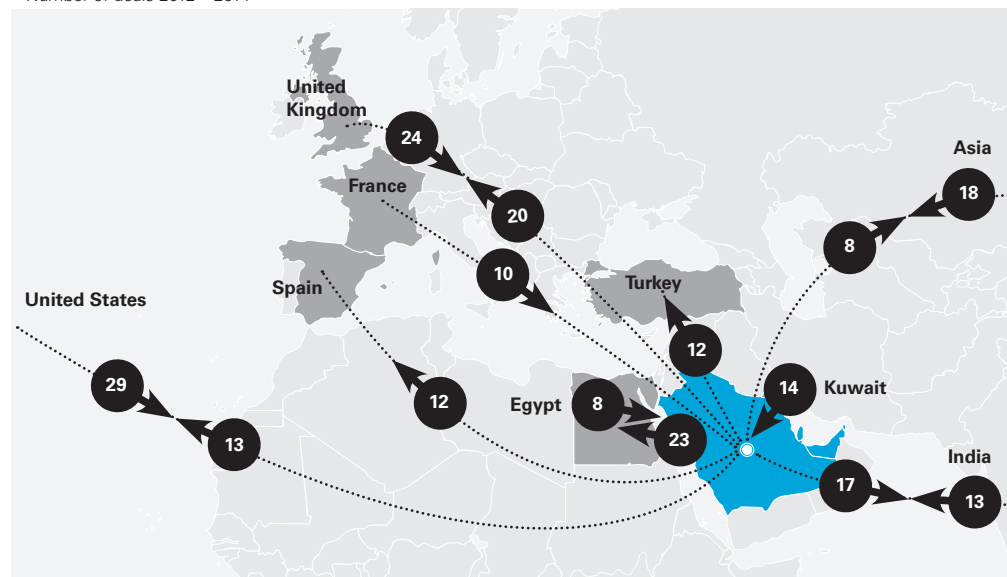 United
Kingdom
24
Asia
France
18
20
8
10
Turkey
Spain
United States
12
29
14
Kuwait
12
Egypt
8
23
13
India
17
13